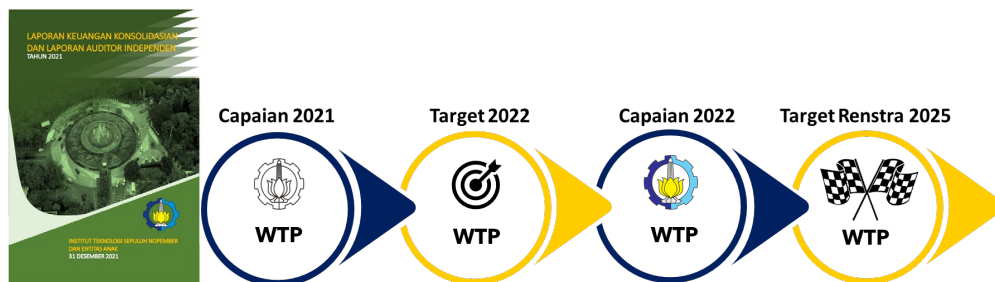 LAPORAN KEUANGAN KONSOLIDASIAN
DAN LAPORAN AUDITOR INDEPENDEN
TAHUN 2021
INSTITUT TEKNOLOGI SEPULUH NOPEMBER
DAN ENTITAS ANAK
31 DESEMBER 2021
Capaian 2021
WTP
Target 2022
WTP
Capaian 2022
WTP
Target Renstra 2025
WTP